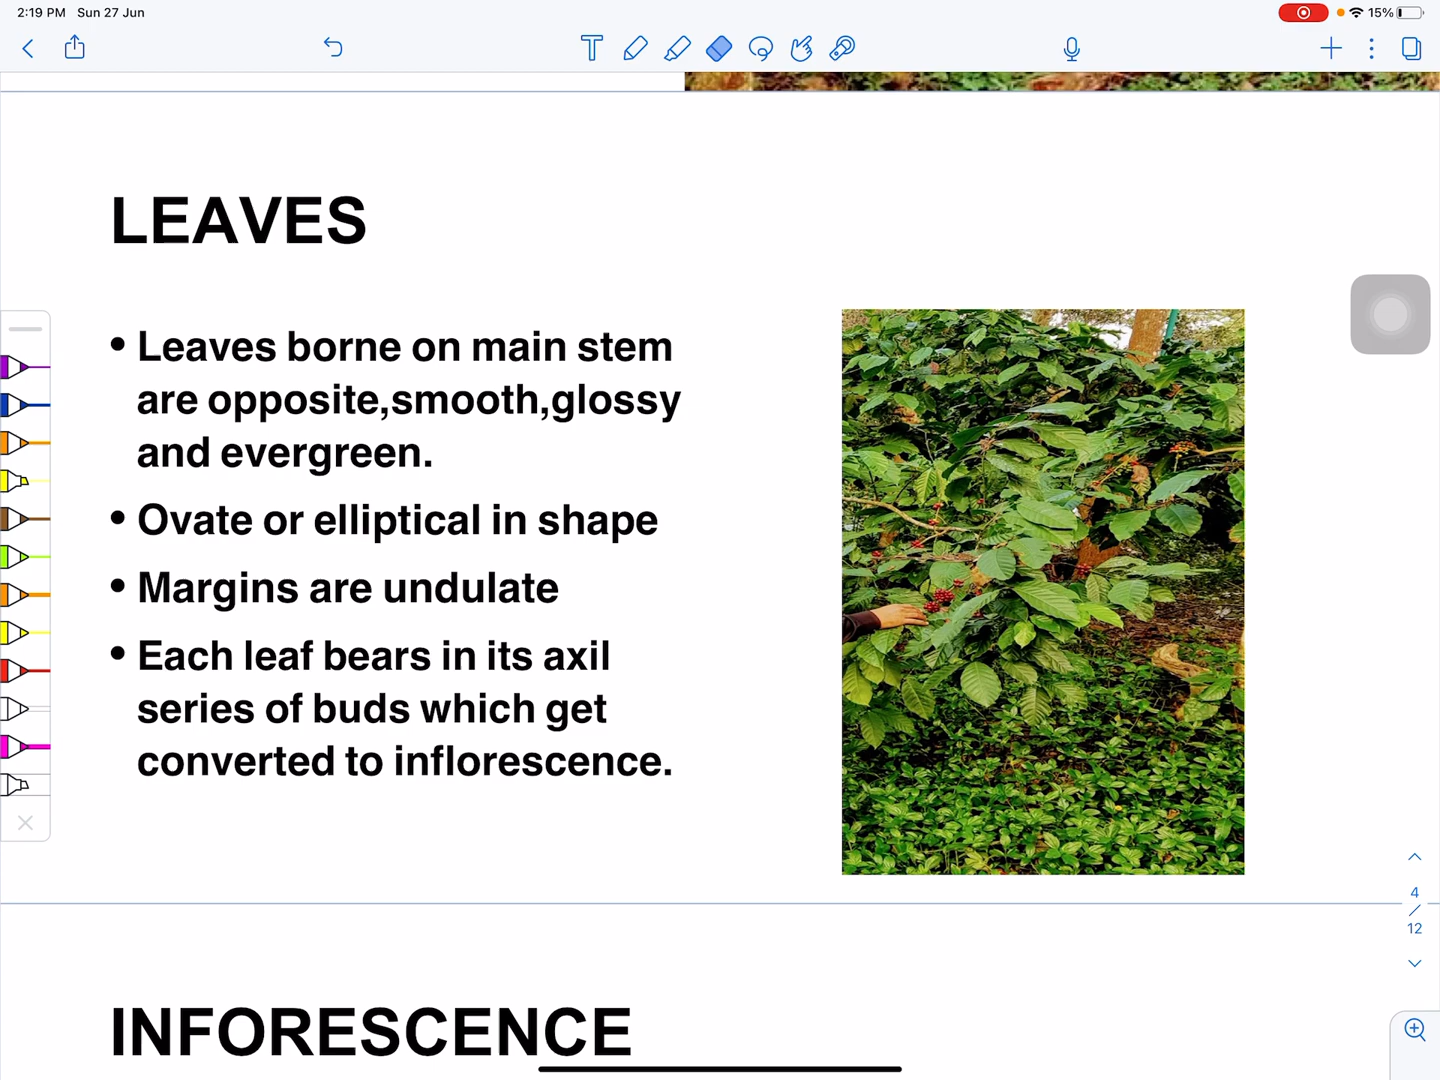 2:19 PM Sun 27 Jun
15%
LEAVES
• Leaves borne on main stem
are opposite,smooth,glossy
and evergreen.
• Ovate or elliptical in shape
• Margins are undulate
• Each leaf bears in its axil
series of buds which get
converted to inflorescence.
4
/
12
INFORESCENCE